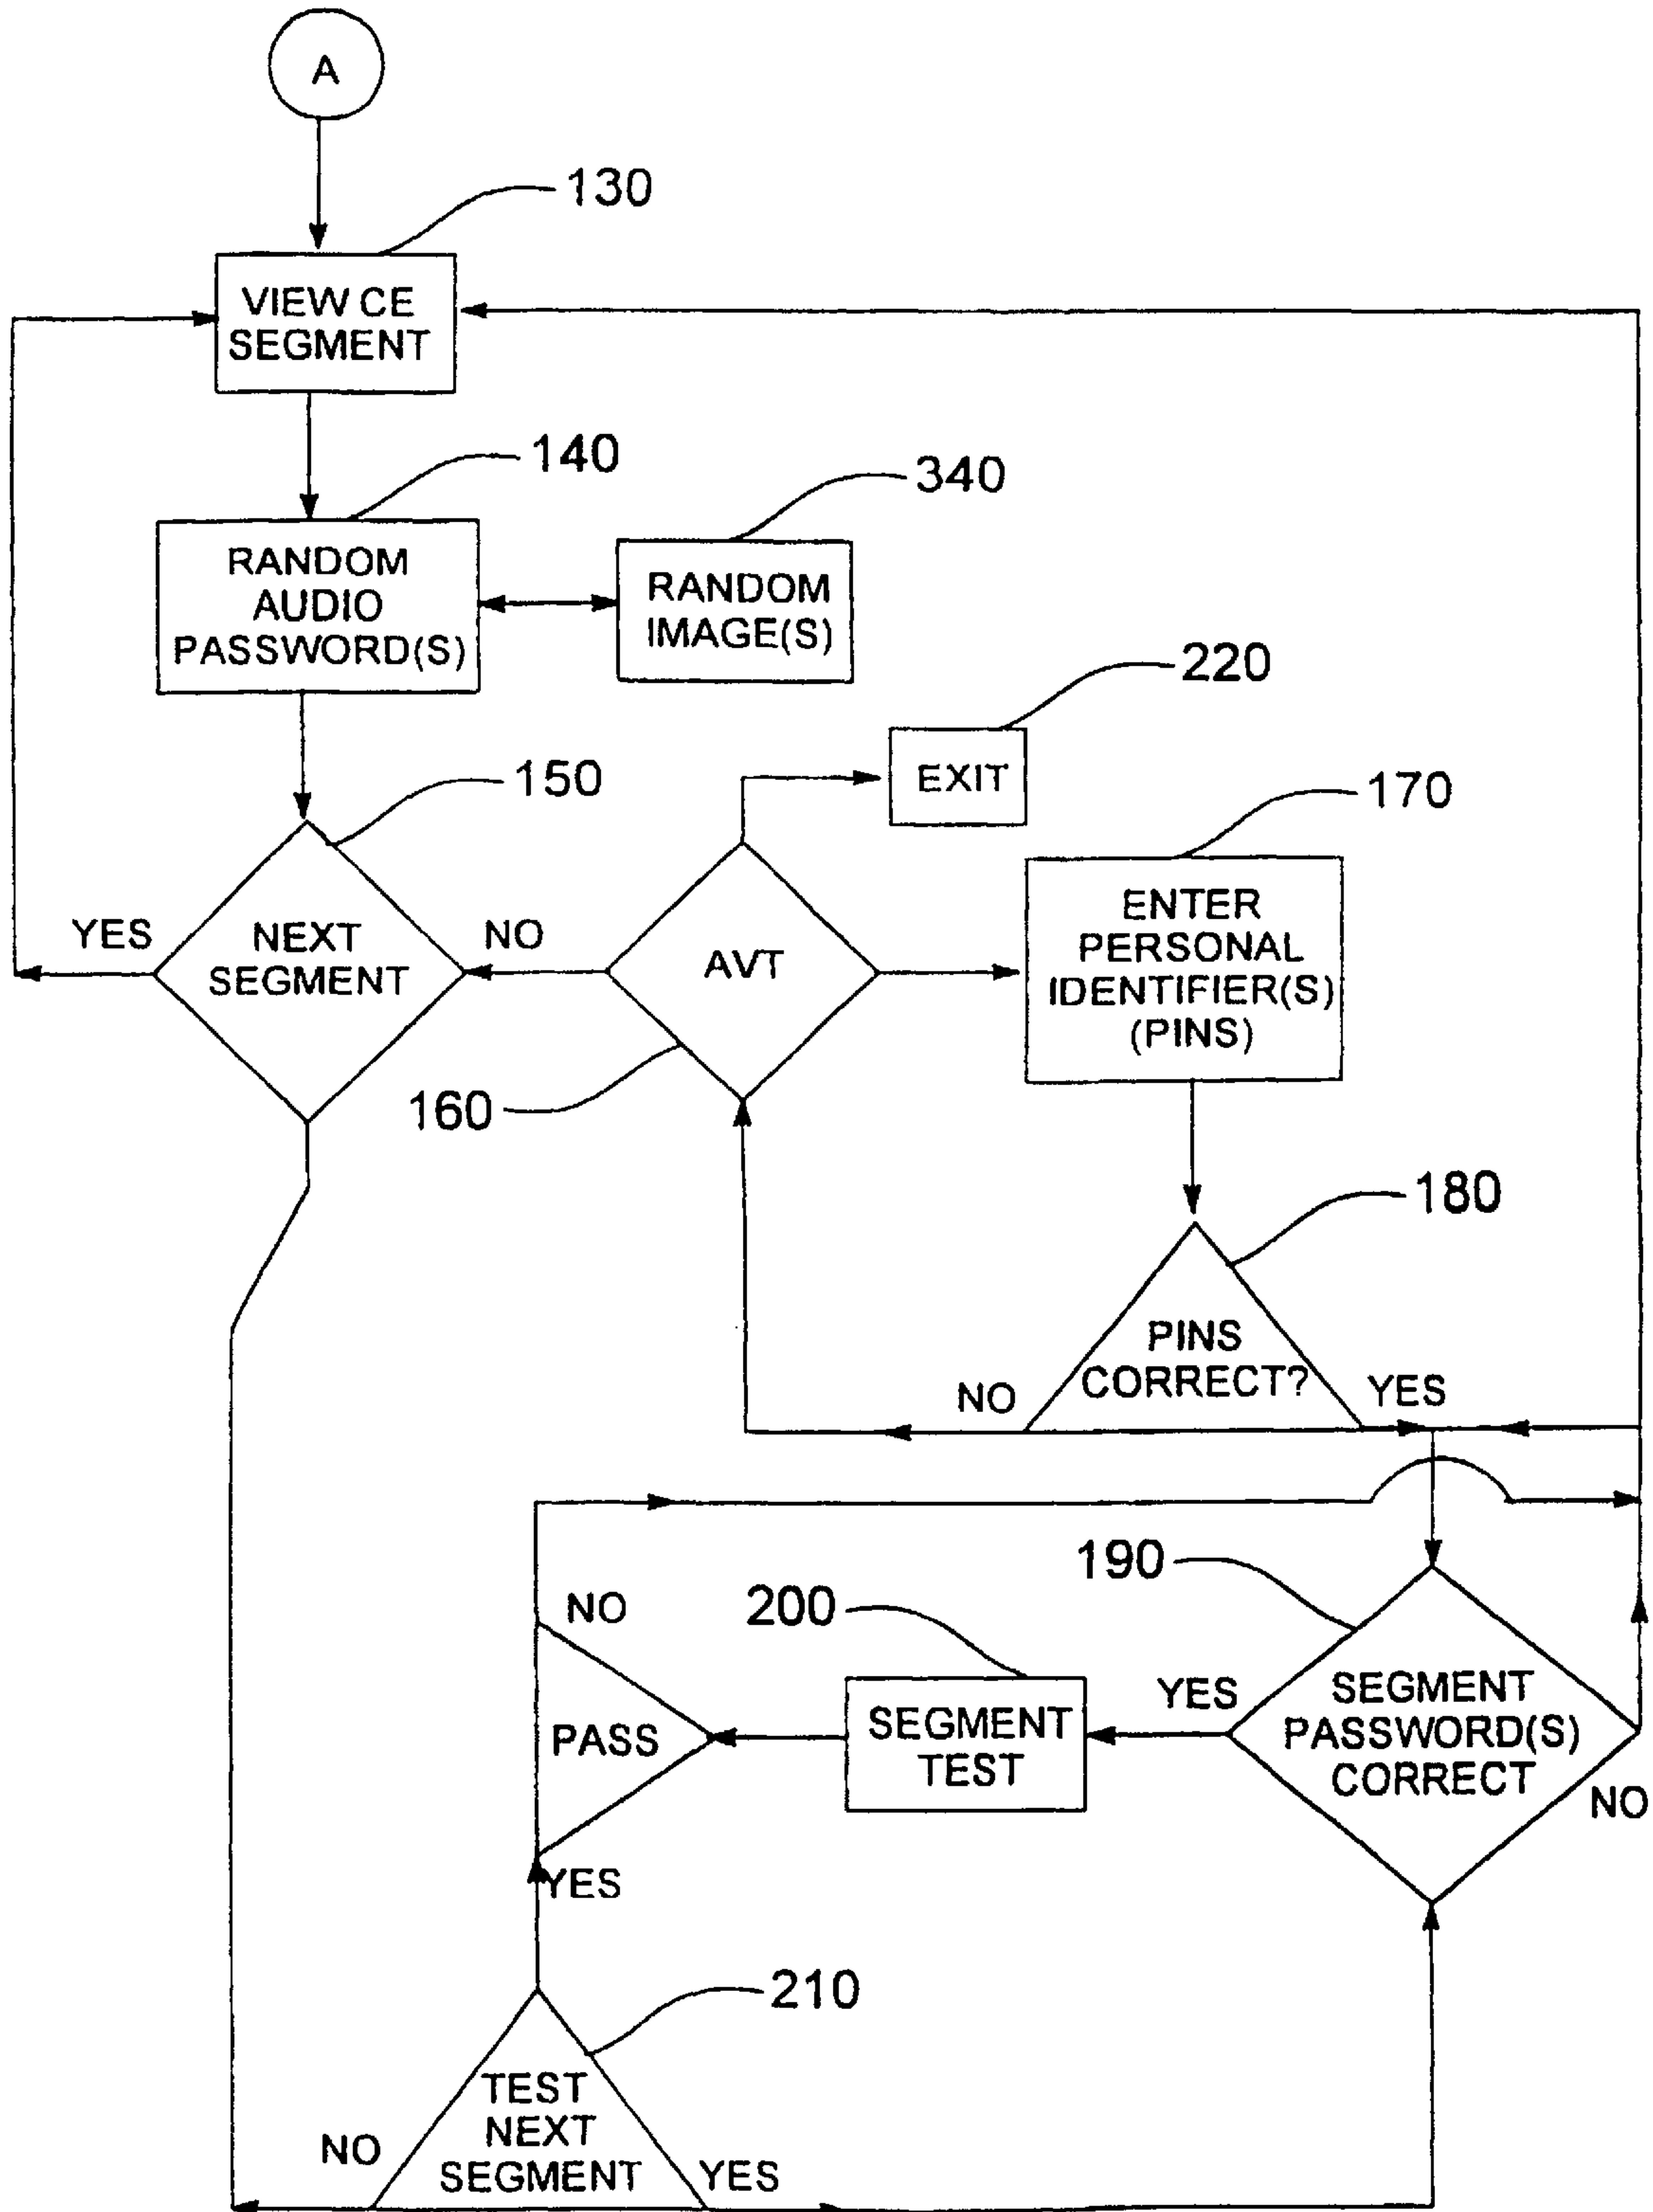 A
130
VIEW CE
SEGMENT
140
340
RANDOM
AUDIO
PASSWORD(S)
RANDOM
IMAGE(S)
220
EXIT
150
170
YES
NEXT
SEGMENT
NO
AVT
ENTER
PERSONAL
IDENTIFIER(S)
(PINS)
160
180
PINS
CORRECT?
NO
YES
190
200
NO
PASS
SEGMENT
TEST
YES
SEGMENT
PASSWORD(S)
CORRECT
NO
YES
210
TEST
NEXT
SEGMENT
NO
YES